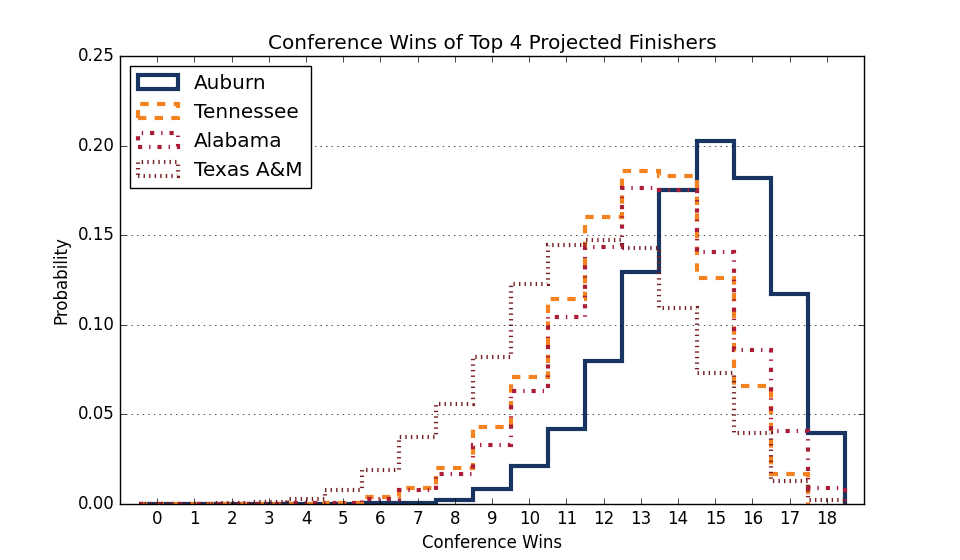 Conference Wins of Top 4 Projected Finishers
0.25
0.20
0.15
0.10
0.05
0.00
Probability
Auburn
Tennessee
Alabama
Texas A&M
0 1 2 3 4 5 6 7 8 9 10 11 12 13 14 15 16 17 18
Conference Wins